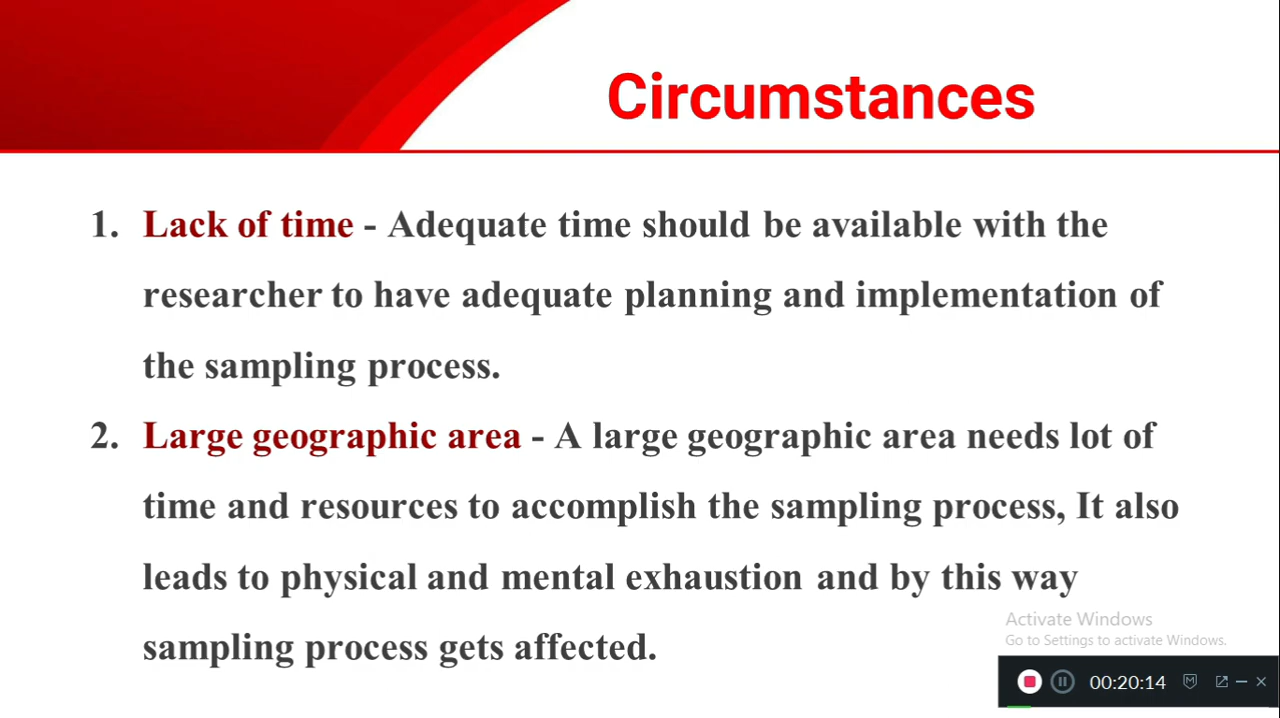 Circumstances
1. Lack of time - Adequate time should be available with the
researcher to have adequate planning and implementation of
the sampling process.
2. Large geographic area - A large geographic area needs lot of
time and resources to accomplish the sampling process, It also
leads to physical and mental exhaustion and by this way
sampling process gets affected.
Activate Windows
Go to Settings to activate Windows.
00:20:14